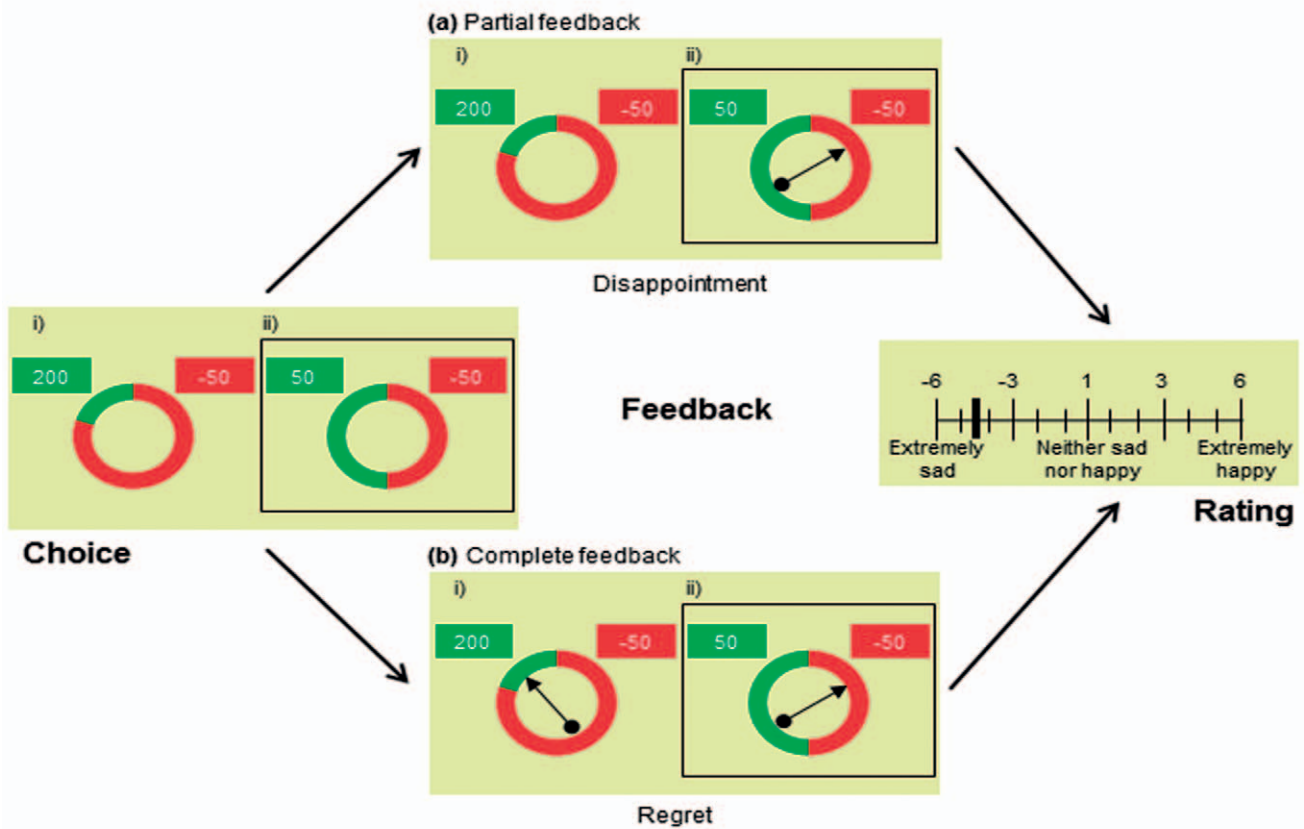 (a) Partial feedback
i) ii)
200 -50 50 -50
Disappointment
i) ii)
200 -50 50 -50
Choice
Feedback
-6 -3 1 3 6
Extremely sad
Neither sad nor happy
Extremely happy
Rating
(b) Complete feedback
i) ii)
200 -50 50 -50
Regret